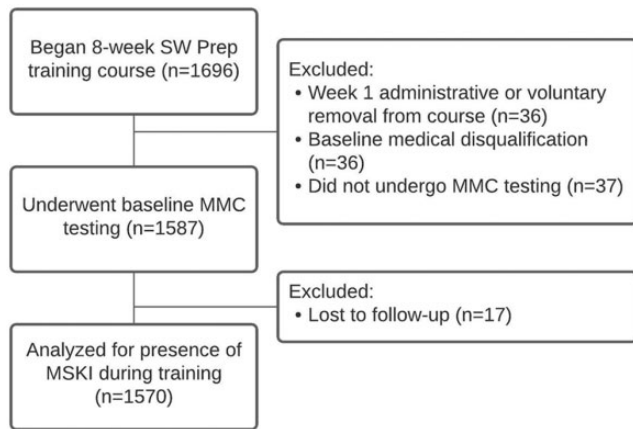 Began 8-week SW Prep
training course (n=1696)
Excluded:
• Week 1 administrative or voluntary
removal from course (n=36)
• Baseline medical disqualification
(n=36)
• Did not undergo MMC testing (n=37)
Underwent baseline MMC
testing (n=1587)
Excluded:
• Lost to follow-up (n=17)
Analyzed for presence of
MSKI during training
(n=1570)